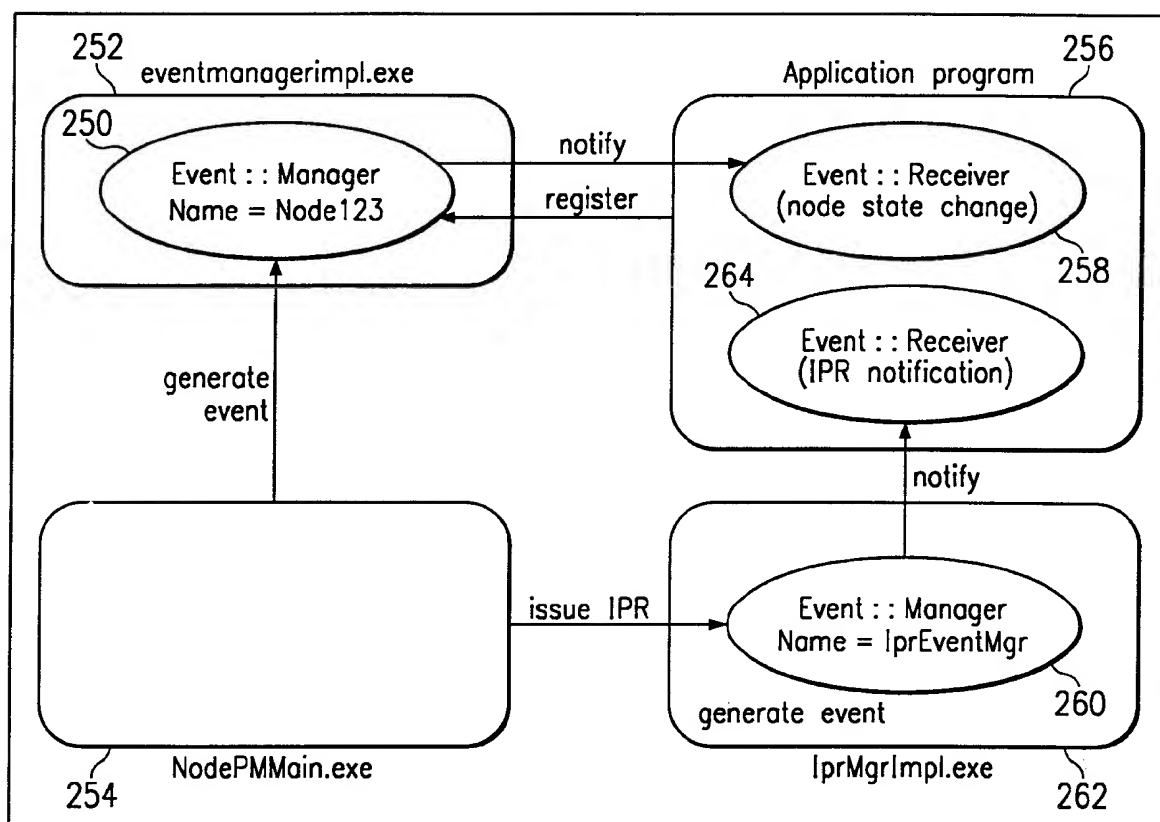 252
eventmanagerimpl.exe
250
Event : : Manager
Name = Node123
notify
register
Application program
256
Event : : Receiver
(node state change)
258
264
Event : : Receiver
(IPR notification)
generate
event
notify
issue IPR
Event : : Manager
Name = IprEventMgr
260
generate event
254
NodePMMain.exe
IprMgrImpl.exe
262